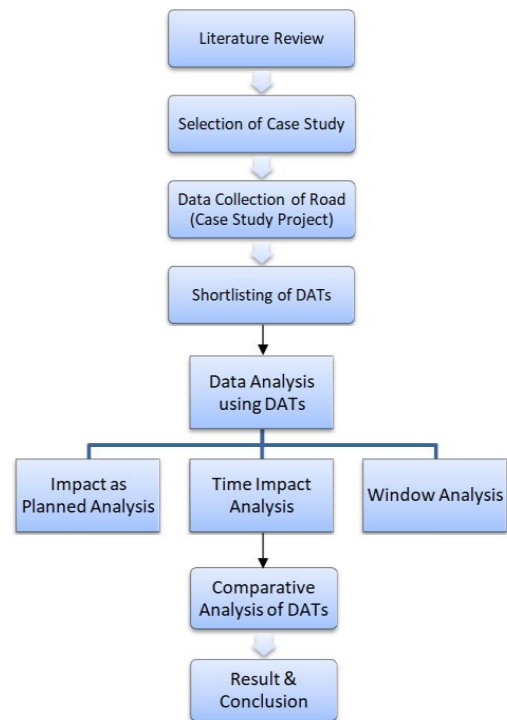 Literature Review
Selection of Case Study
Data Collection of Road
(Case Study Project)
Shortlisting of DATs
Data Analysis
using DATs
Impact as
Planned Analysis
Time Impact
Analysis
Window Analysis
Comparative
Analysis of DATs
Result &
Conclusion